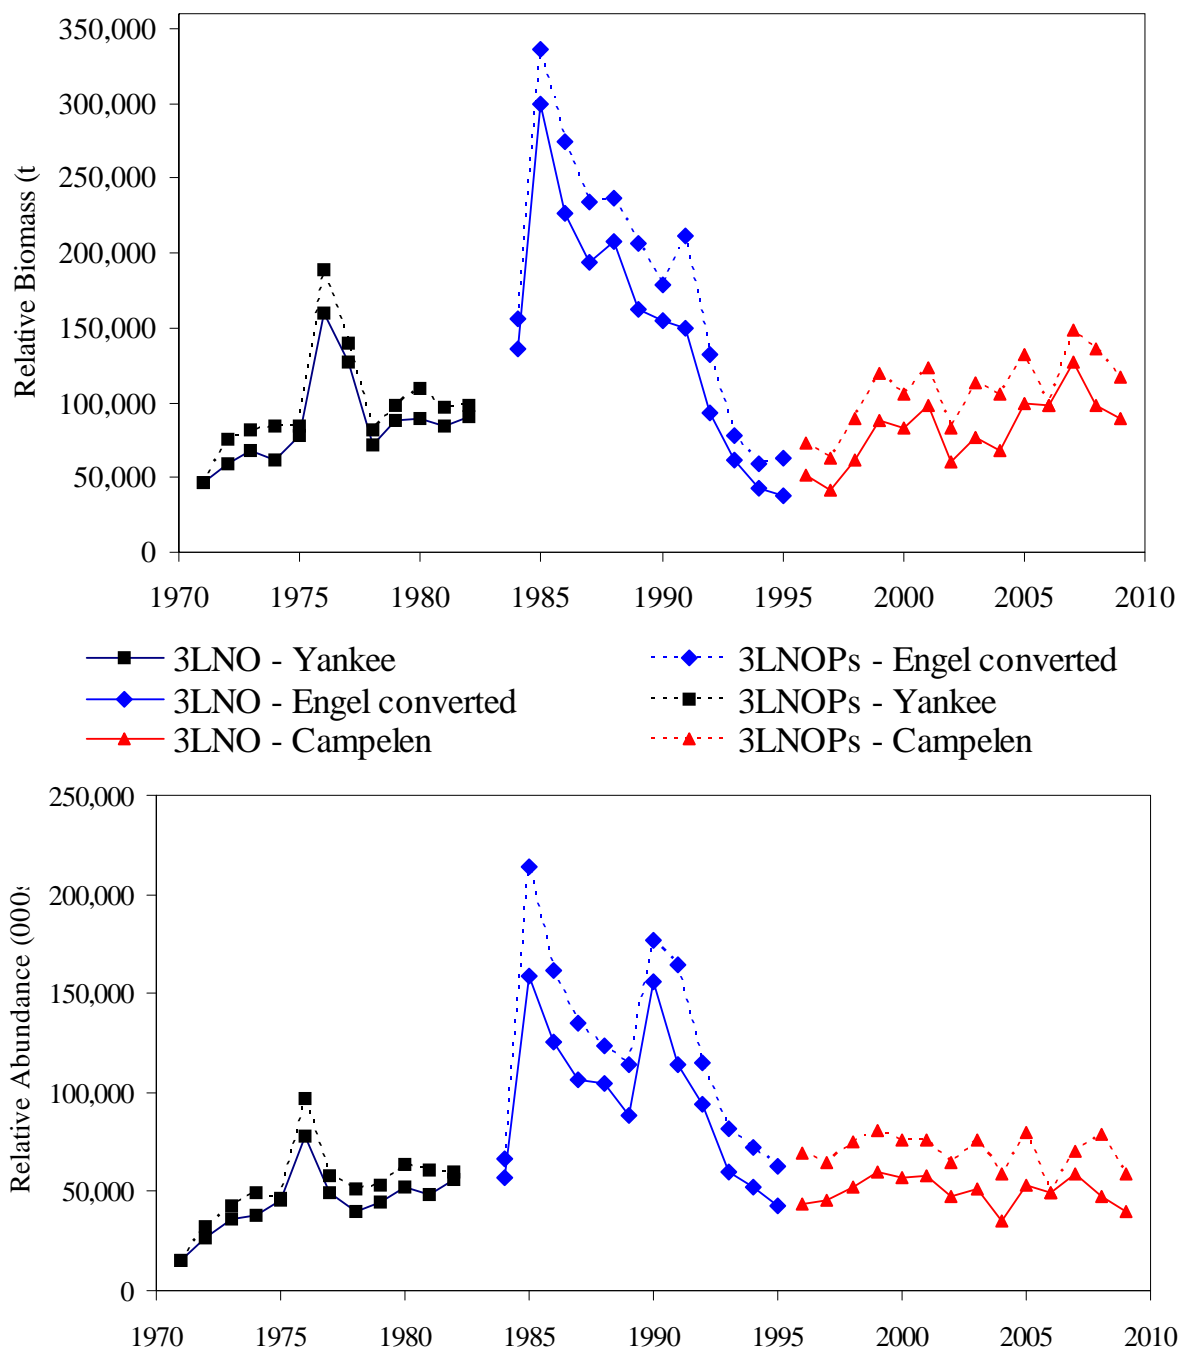 350,000
300,000
250,000
200,000
150,000
100,000
50,000
0
Relative Biomass (t
1970 1975 1980 1985 1990 1995 2000 2005 2010
3LNO - Yankee 3LNOPs - Engel converted
3LNO - Engel converted 3LNOPs - Yankee
3LNO - Campelen 3LNOPs - Campelen
250,000
200,000
150,000
100,000
50,000
0
Relative Abundance (000s
1970 1975 1980 1985 1990 1995 2000 2005 2010